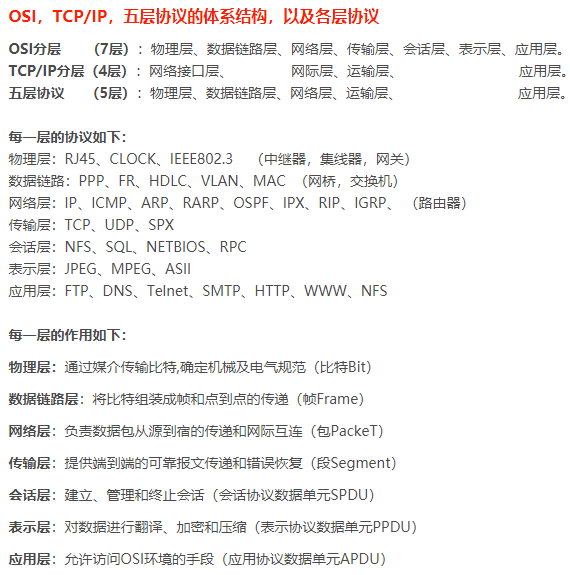 OSI，TCP/IP，五层协议的体系结构，以及各层协议
OSI分层 （7层）：物理层、数据链路层、网络层、传输层、会话层、表示层、应用层。
TCP/IP分层（4层）：网络接口层、 网际层、运输层、 应用层。
五层协议 （5层）：物理层、数据链路层、网络层、运输层、 应用层。
每一层的协议如下：
物理层：RJ45、CLOCK、IEEE802.3 （中继器，集线器，网关）
数据链路：PPP、FR、HDLC、VLAN、MAC （网桥，交换机）
网络层：IP、ICMP、ARP、RARP、OSPF、IPX、RIP、IGRP、 （路由器）
传输层：TCP、UDP、SPX
会话层：NFS、SQL、NETBIOS、RPC
表示层：JPEG、MPEG、ASII
应用层：FTP、DNS、Telnet、SMTP、HTTP、WWW、NFS
每一层的作用如下：
物理层：通过媒介传输比特,确定机械及电气规范（比特Bit）
数据链路层：将比特组装成帧和点到点的传递（帧Frame）
网络层：负责数据包从源到宿的传递和网际互连（包PackeT）
传输层：提供端到端的可靠报文传递和错误恢复（段Segment）
会话层：建立、管理和终止会话（会话协议数据单元SPDU）
表示层：对数据进行翻译、加密和压缩（表示协议数据单元PPDU）
应用层：允许访问OSI环境的手段（应用协议数据单元APDU）